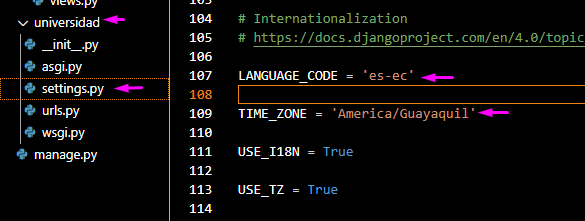 views.py
universidad
__init__.py
asgi.py
settings.py
urls.py
wsgi.py
manage.py
103
104 # Internationalization
105 # https://docs.djangoproject.com/en/4.0/topic
106
107 LANGUAGE_CODE = 'es-ec'
108
109 TIME_ZONE = 'America/Guayaquil'
110
111 USE_I18N = True
112
113 USE_TZ = True
114